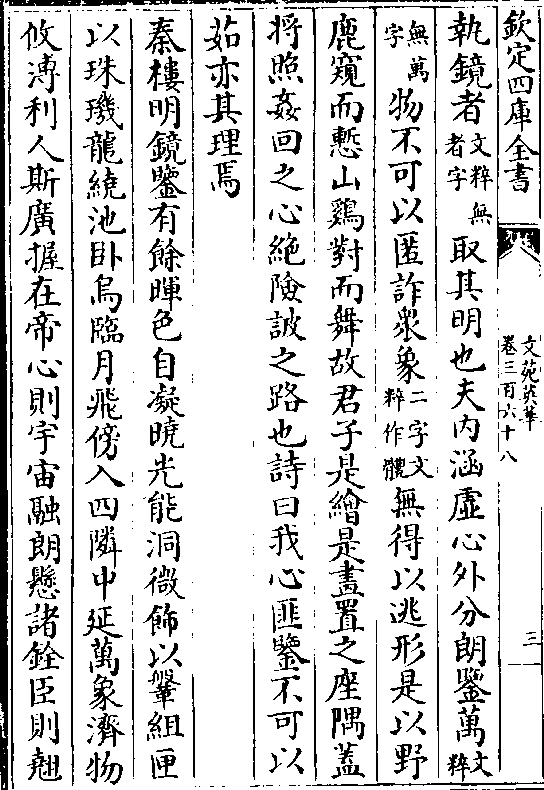 欽定四庫全書
文苑英華
卷三百六十八
三
執鏡者文粹無者字取其明也夫内涵虛心外分朗鑒萬文粹
無萬字物不可以匿詐衆象二字文粹作體無得以逃形是以野
鹿窺而慙山鷄對而舞故君子是繪是畫置之座隅蓋
將照姦回之心絶險詖之路也詩曰我心匪鑒不可以
茹亦其理焉
秦樓明鏡鑒有餘暉色自凝曉光能洞微飾以鞶組匣
以珠璣龍繞池卧烏臨月飛傍入四隣中延萬象濟物
攸溥利人斯廣握在帝心則宇宙融朗懸諸銓臣則翹